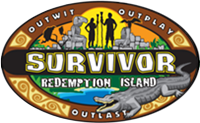 OUTWIT OUTPLAY
SURVIVOR
REDEMPTION ISLAND
OUTLAST